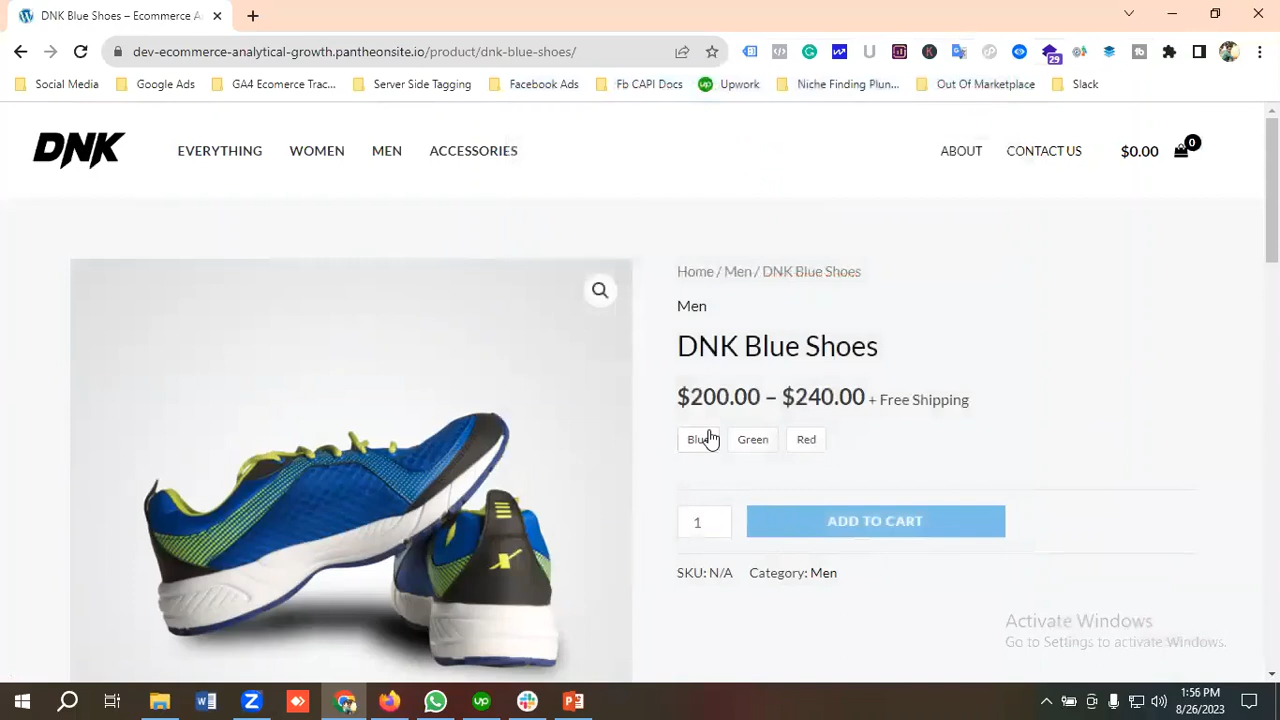 DNK Blue Shoes – Ecommerce A
dev-ecommerce-analytical-growth.pantheonsite.io/product/dnk-blue-shoes/
29
Social Media
Google Ads
GA4 Ecomerce Trac...
Server Side Tagging
Facebook Ads
Fb CAPI Docs
Upwork
Niche Finding Plun...
Out Of Marketplace
Slack
DNK
EVERYTHING
WOMEN
MEN
ACCESSORIES
ABOUT
CONTACT US
$0.00
0
Home / Men / DNK Blue Shoes
Men
DNK Blue Shoes
$200.00 – $240.00 + Free Shipping
Blue
Green
Red
1
ADD TO CART
SKU: N/A
Category: Men
Activate Windows
Go to Settings to activate Windows.
1:56 PM
8/26/2023